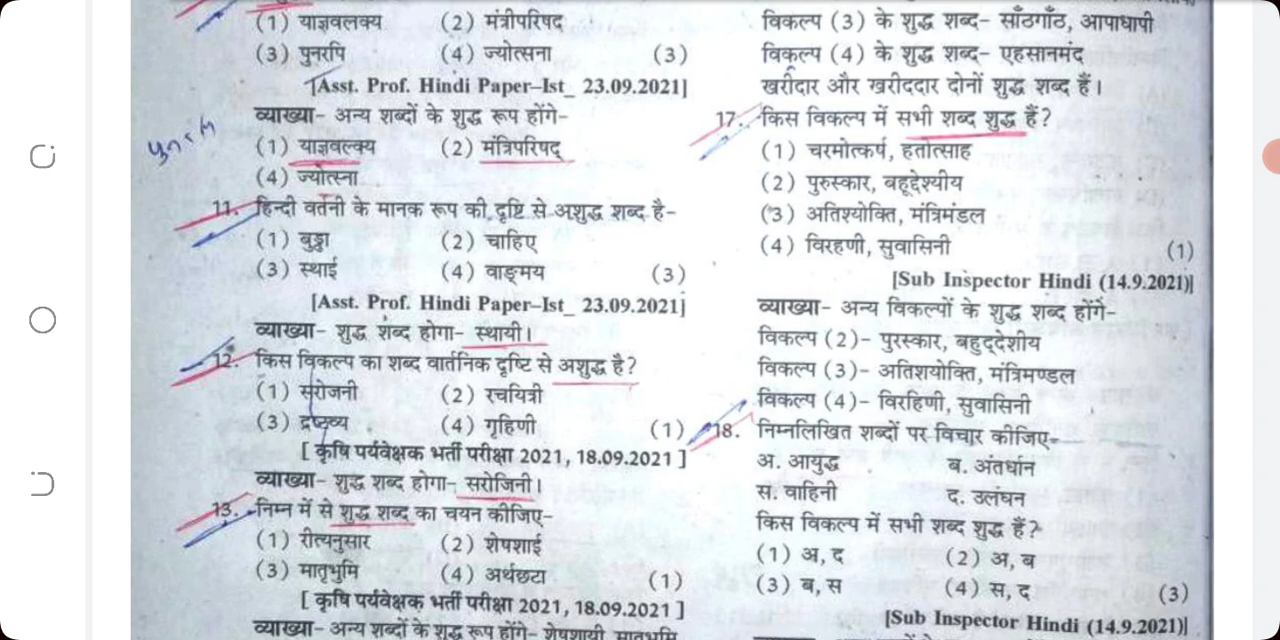 (1) याज्ञवलक्य (2) मंत्रीपरिषद
(3) पुनरपि (4) ज्योत्सना (3)
[Asst. Prof. Hindi Paper–Ist_ 23.09.2021]
व्याख्या– अन्य शब्दों के शुद्ध रूप होंगे–
(1) याज्ञवल्क्य (2) मंत्रिपरिषद्
(4) ज्योत्स्ना
11. हिन्दी वर्तनी के मानक रूप की दृष्टि से अशुद्ध शब्द है–
(1) बुड्ढा (2) चाहिए
(3) स्थाई (4) वाङ्मय (3)
[Asst. Prof. Hindi Paper–Ist_ 23.09.2021]
व्याख्या– शुद्ध शब्द होगा– स्थायी।
12. किस विकल्प का शब्द वार्तनिक दृष्टि से अशुद्ध है?
(1) सरोजनी (2) रचयित्री
(3) द्रष्टव्य (4) गृहिणी (1)
[ कृषि पर्यवेक्षक भर्ती परीक्षा 2021, 18.09.2021 ]
व्याख्या– शुद्ध शब्द होगा– सरोजिनी।
13. निम्न में से शुद्ध शब्द का चयन कीजिए–
(1) रीत्यनुसार (2) शेषशाई
(3) मातृभुमि (4) अर्थछटा (1)
[ कृषि पर्यवेक्षक भर्ती परीक्षा 2021, 18.09.2021 ]
व्याख्या– अन्य शब्दों के शुद्ध रूप होंगे– शेषशायी, मातृभूमि
विकल्प (3) के शुद्ध शब्द– साँठगाँठ, आपाधापी
विकल्प (4) के शुद्ध शब्द– एहसानमंद
खरीदार और खरीददार दोनों शुद्ध शब्द हैं।
17. किस विकल्प में सभी शब्द शुद्ध हैं?
(1) चरमोत्कर्ष, हतोत्साह
(2) पुरुस्कार, बहूद्देश्यीय
(3) अतिश्योक्ति, मंत्रिमंडल
(4) विरहणी, सुवासिनी (1)
[Sub Inspector Hindi (14.9.2021)]
व्याख्या– अन्य विकल्पों के शुद्ध शब्द होंगे–
विकल्प (2)– पुरस्कार, बहुद्देशीय
विकल्प (3)– अतिशयोक्ति, मंत्रिमण्डल
विकल्प (4)– विरहिणी, सुवासिनी
18. निम्नलिखित शब्दों पर विचार कीजिए–
अ. आयुद्ध ब. अंतर्धान
स. वाहिनी द. उलंघन
किस विकल्प में सभी शब्द शुद्ध हैं?
(1) अ, द (2) अ, ब
(3) ब, स (4) स, द (3)
[Sub Inspector Hindi (14.9.2021)]